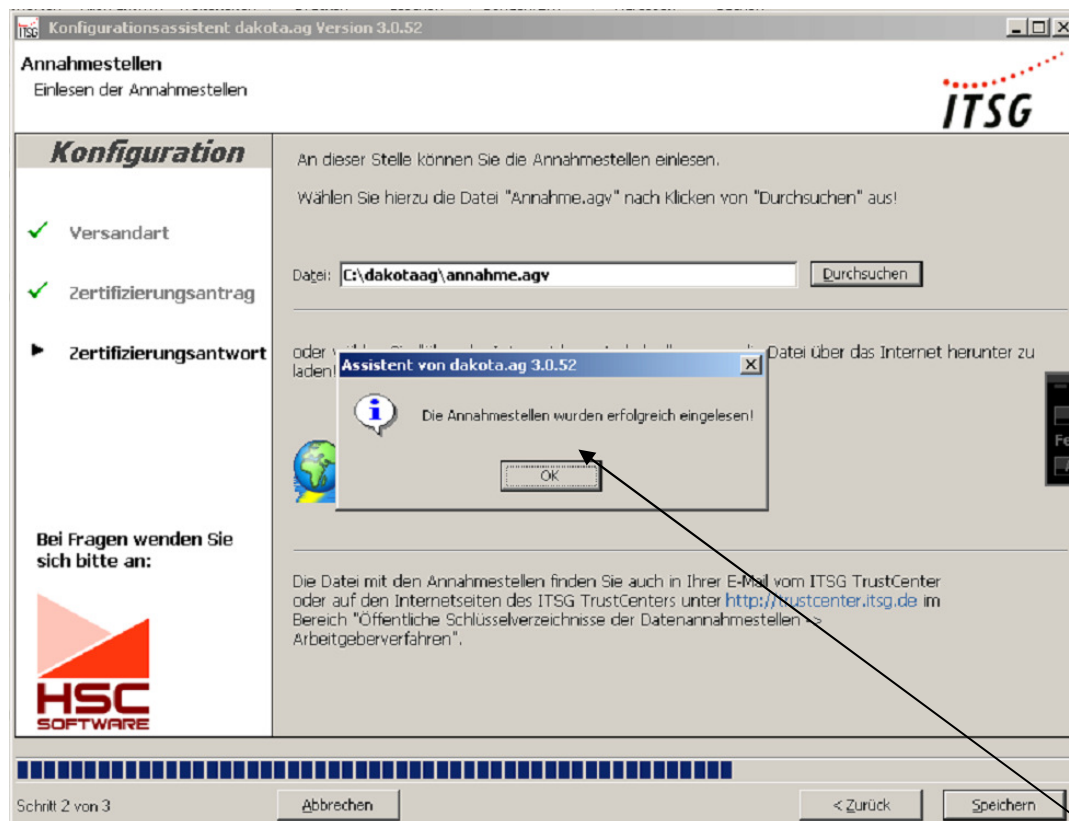 Konfigurationsassistent dakota.ag Version 3.0.52
Annahmestellen
Einlesen der Annahmestellen
ITSG
Konfiguration
Versandart
Zertifizierungsantrag
Zertifizierungsantwort
Bei Fragen wenden Sie
sich bitte an:
HSC
SOFTWARE
An dieser Stelle können Sie die Annahmestellen einlesen.
Wählen Sie hierzu die Datei "Annahme.agv" nach Klicken von "Durchsuchen" aus!
Datei: C:\dakotaag\annahme.agv Durchsuchen
oder Datei über das Internet herunter zu
laden!
Assistent von dakota.ag 3.0.52
Die Annahmestellen wurden erfolgreich eingelesen!
OK
Die Datei mit den Annahmestellen finden Sie auch in Ihrer E-Mail vom ITSG TrustCenter
oder auf den Internetseiten des ITSG TrustCenters unter http://trustcenter.itsg.de im
Bereich "Öffentliche Schlüsselverzeichnisse der Datenannahmestellen ->
Arbeitgeberverfahren".
Schritt 2 von 3 Abbrechen < Zurück Speichern